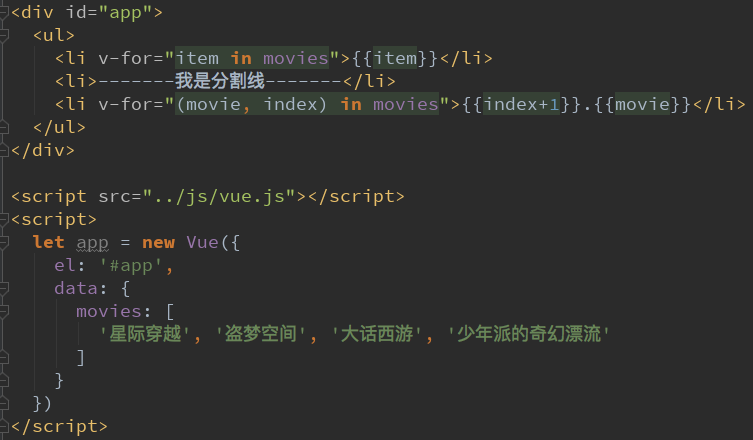 <div id="app">
  <ul>
    <li v-for="item in movies">{{item}}</li>
    <li>-------我是分割线-------</li>
    <li v-for="(movie, index) in movies">{{index+1}}.{{movie}}</li>
  </ul>
</div>

<script src="../js/vue.js"></script>
<script>
  let app = new Vue({
    el: '#app',
    data: {
      movies: [
        '星际穿越', '盗梦空间', '大话西游', '少年派的奇幻漂流'
      ]
    }
  })
</script>